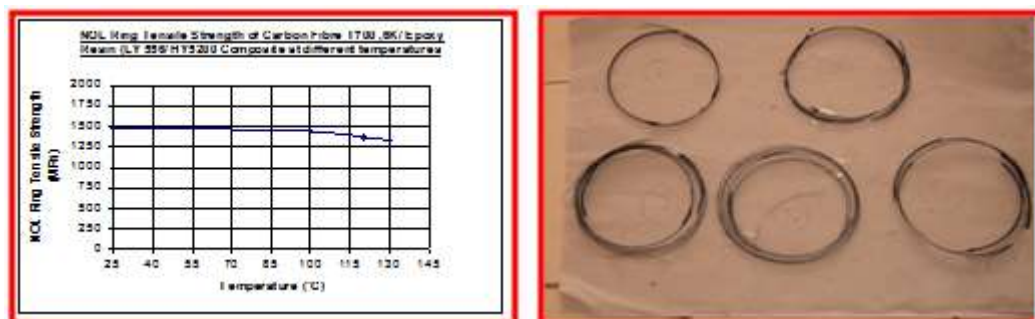 NOL Ring Tensile Strength of Carbon Fibre T700 ,6K/ Epoxy
Resin (LY 556/ HY5200 Composite at different temperatures
NOL Ring Tensile Strength
(MPa)
2000
1750
1500
1250
1000
750
500
250
0
25 40 55 70 85 100 115 130 145
Temperature (°C)